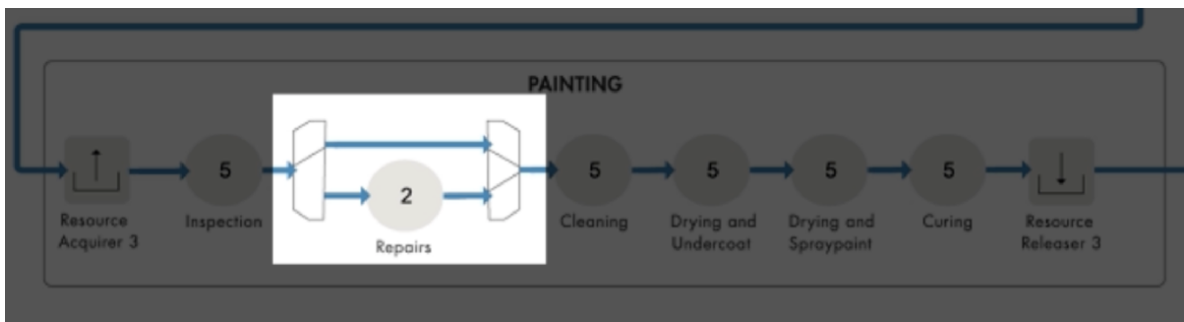 PAINTING
5
2
5
5
5
5
Resource
Acquirer 3
Inspection
Repairs
Cleaning
Drying and
Undercoat
Drying and
Spraypaint
Curing
Resource
Releaser 3